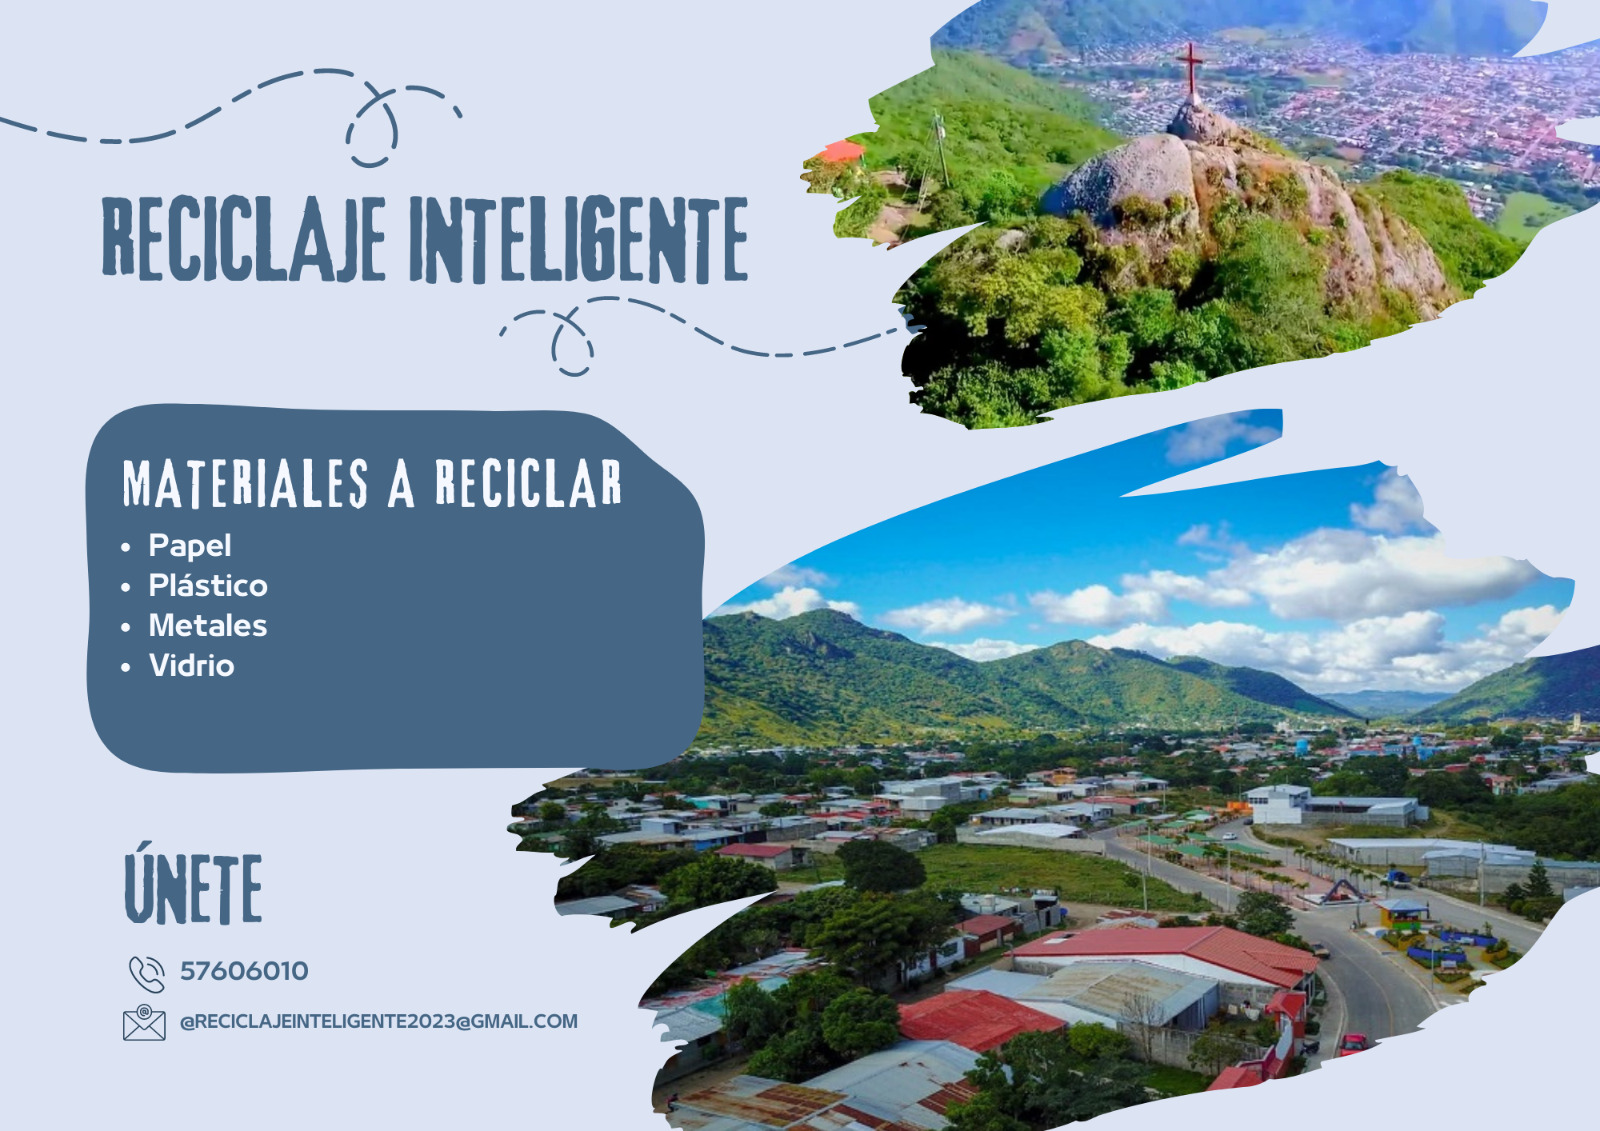 RECICLAJE INTELIGENTE
MATERIALES A RECICLAR
• Papel
• Plástico
• Metales
• Vidrio
ÚNETE
57606010
@RECICLAJEINTELIGENTE2023@GMAIL.COM